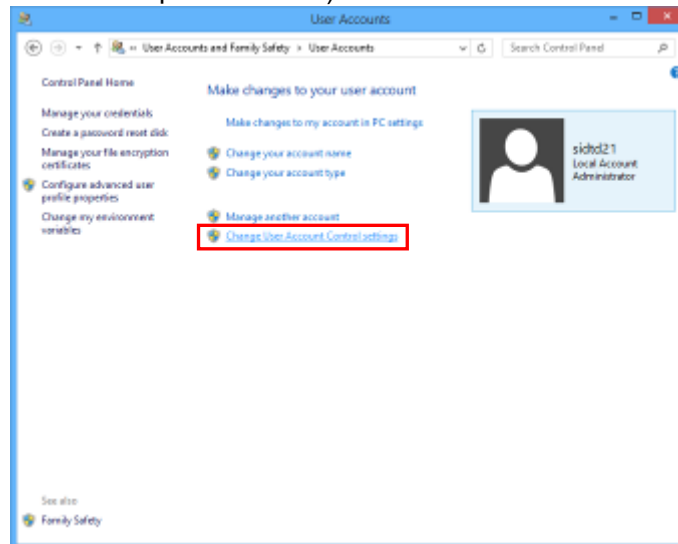 User Accounts
« User Accounts and Family Safety › User Accounts
Search Control Panel
Control Panel Home
Manage your credentials
Create a password reset disk
Manage your file encryption
certificates
Configure advanced user
profile properties
Change my environment
variables
Make changes to your user account
Make changes to my account in PC settings
Change your account name
Change your account type
Manage another account
Change User Account Control settings
sidtd21
Local Account
Administrator
See also
Family Safety